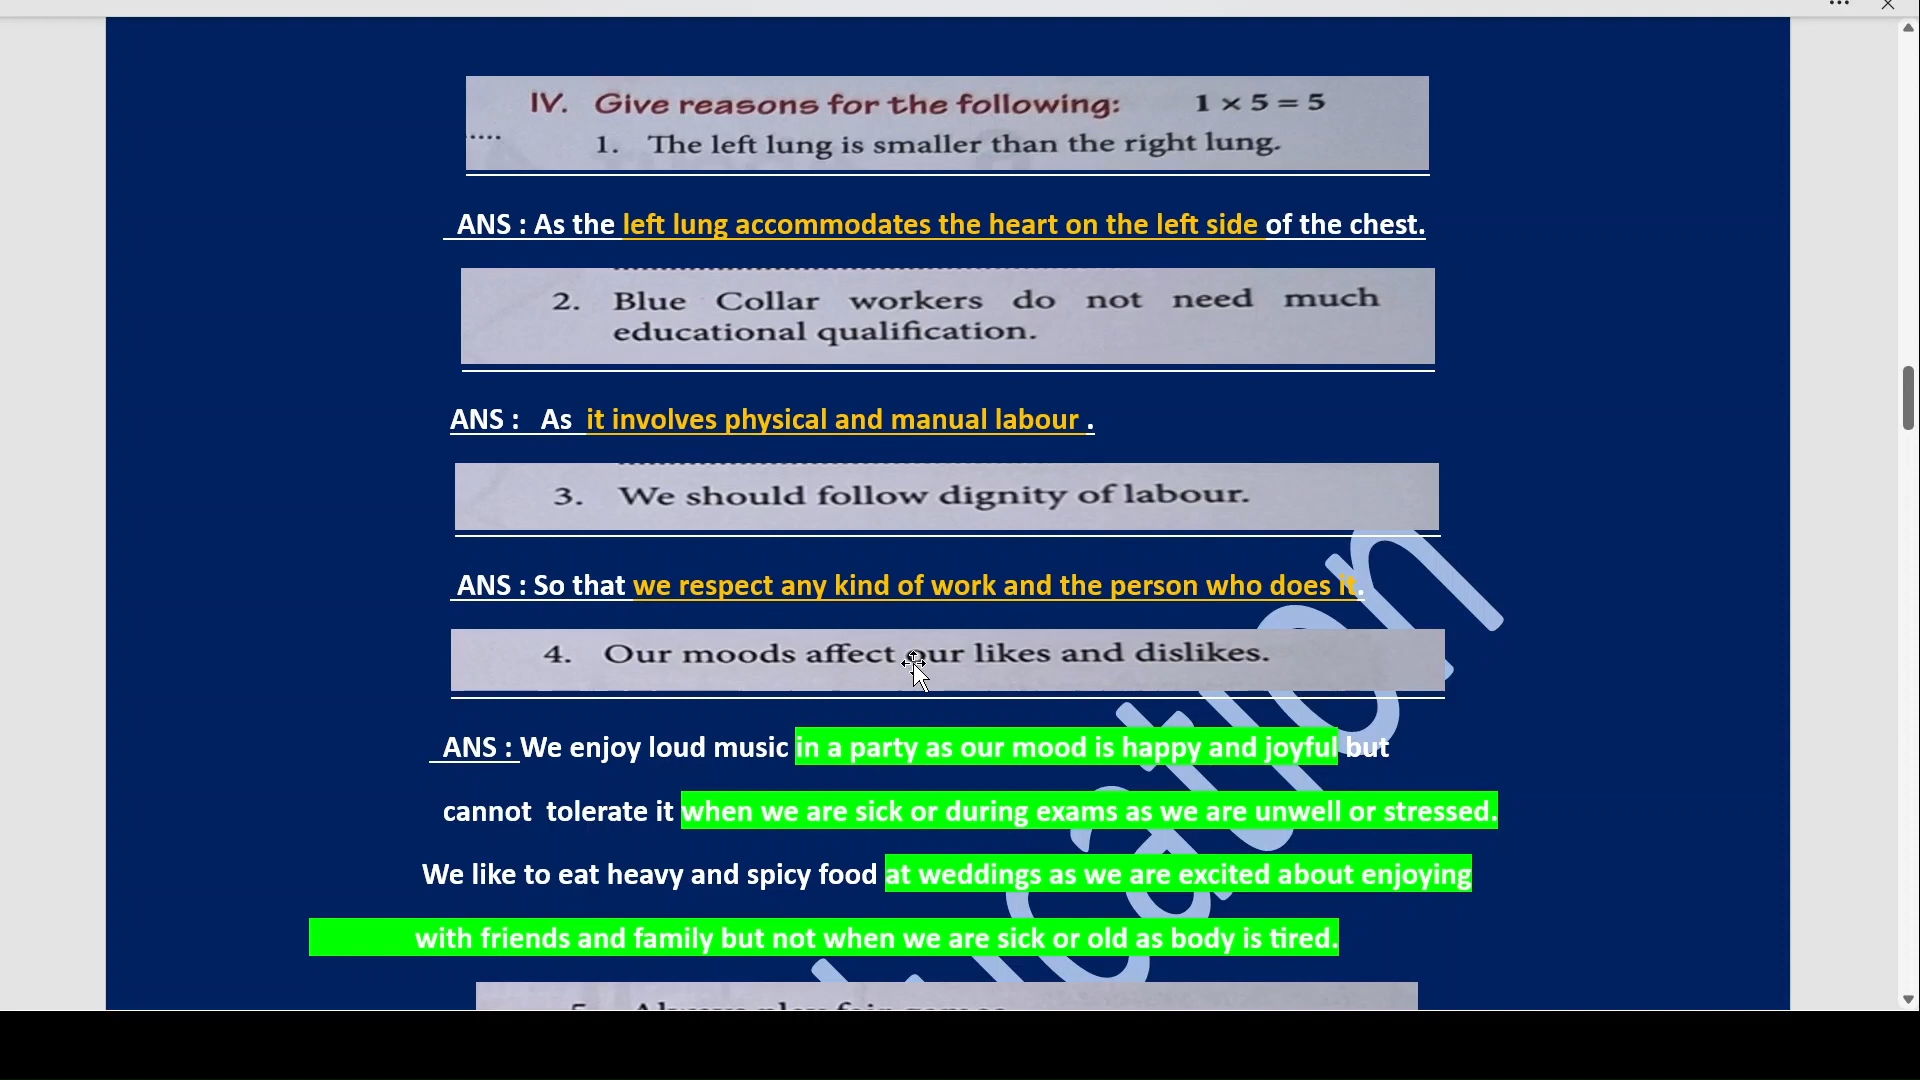 IV. Give reasons for the following: 1 × 5 = 5
.....
1. The left lung is smaller than the right lung.
ANS : As the left lung accommodates the heart on the left side of the chest.
2. Blue Collar workers do not need much
educational qualification.
ANS : As it involves physical and manual labour .
3. We should follow dignity of labour.
ANS : So that we respect any kind of work and the person who does it.
4. Our moods affect our likes and dislikes.
ANS : We enjoy loud music in a party as our mood is happy and joyful but
cannot tolerate it when we are sick or during exams as we are unwell or stressed.
We like to eat heavy and spicy food at weddings as we are excited about enjoying
with friends and family but not when we are sick or old as body is tired.
5. Always play fair games.